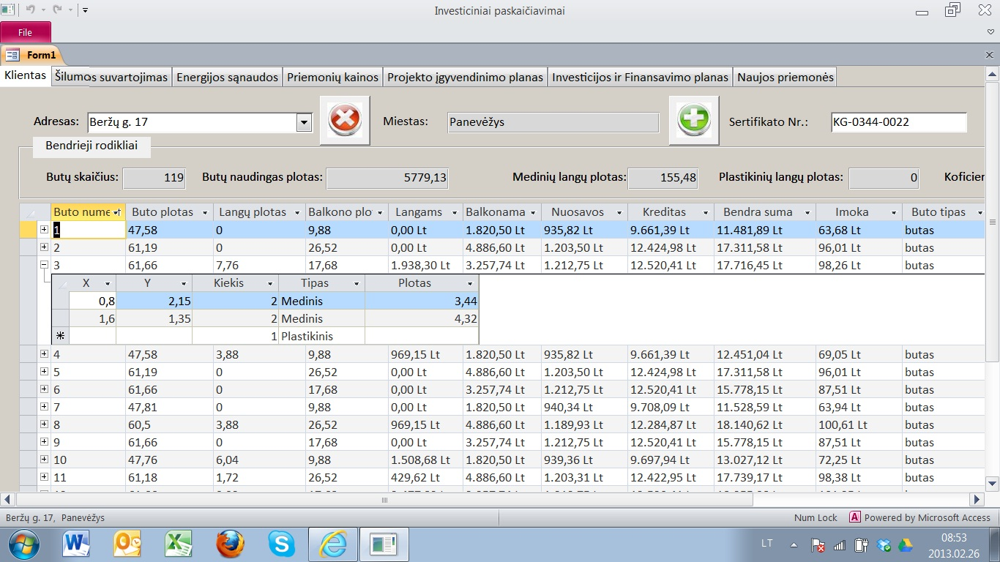 Investiciniai paskaičiavimai
File
Form1
Klientas Šilumos suvartojimas Energijos sąnaudos Priemonių kainos Projekto įgyvendinimo planas Investicijos ir Finansavimo planas Naujos priemonės
Adresas: Beržų g. 17 Miestas: Panevėžys Sertifikato Nr.: KG-0344-0022
Bendrieji rodikliai
Butų skaičius: 119 Butų naudingas plotas: 5779,13 Medinių langų plotas: 155,48 Plastikinių langų plotas: 0 Koficier
Buto nume Buto plotas Langų plotas Balkono plo Langams Balkonama Nuosavos Kreditas Bendra suma Imoka Buto tipas
1 47,58 0 9,88 0,00 Lt 1.820,50 Lt 935,82 Lt 9.661,39 Lt 11.481,89 Lt 63,68 Lt butas
2 61,19 0 26,52 0,00 Lt 4.886,60 Lt 1.203,50 Lt 12.424,98 Lt 17.311,58 Lt 96,01 Lt butas
3 61,66 7,76 17,68 1.938,30 Lt 3.257,74 Lt 1.212,75 Lt 12.520,41 Lt 17.716,45 Lt 98,26 Lt butas
X Y Kiekis Tipas Plotas
0,8 2,15 2 Medinis 3,44
1,6 1,35 2 Medinis 4,32
1 Plastikinis
4 47,58 3,88 9,88 969,15 Lt 1.820,50 Lt 935,82 Lt 9.661,39 Lt 12.451,04 Lt 69,05 Lt butas
5 61,19 0 26,52 0,00 Lt 4.886,60 Lt 1.203,50 Lt 12.424,98 Lt 17.311,58 Lt 96,01 Lt butas
6 61,66 0 17,68 0,00 Lt 3.257,74 Lt 1.212,75 Lt 12.520,41 Lt 15.778,15 Lt 87,51 Lt butas
7 47,81 0 9,88 0,00 Lt 1.820,50 Lt 940,34 Lt 9.708,09 Lt 11.528,59 Lt 63,94 Lt butas
8 60,5 3,88 26,52 969,15 Lt 4.886,60 Lt 1.189,93 Lt 12.284,87 Lt 18.140,62 Lt 100,61 Lt butas
9 61,66 0 17,68 0,00 Lt 3.257,74 Lt 1.212,75 Lt 12.520,41 Lt 15.778,15 Lt 87,51 Lt butas
10 47,76 6,04 9,88 1.508,68 Lt 1.820,50 Lt 939,36 Lt 9.697,94 Lt 13.027,12 Lt 72,25 Lt butas
11 61,18 1,72 26,52 429,62 Lt 4.886,60 Lt 1.203,31 Lt 12.422,95 Lt 17.739,17 Lt 98,38 Lt butas
Beržų g. 17, Panevėžys Num Lock Powered by Microsoft Access
LT 08:53
2013.02.26